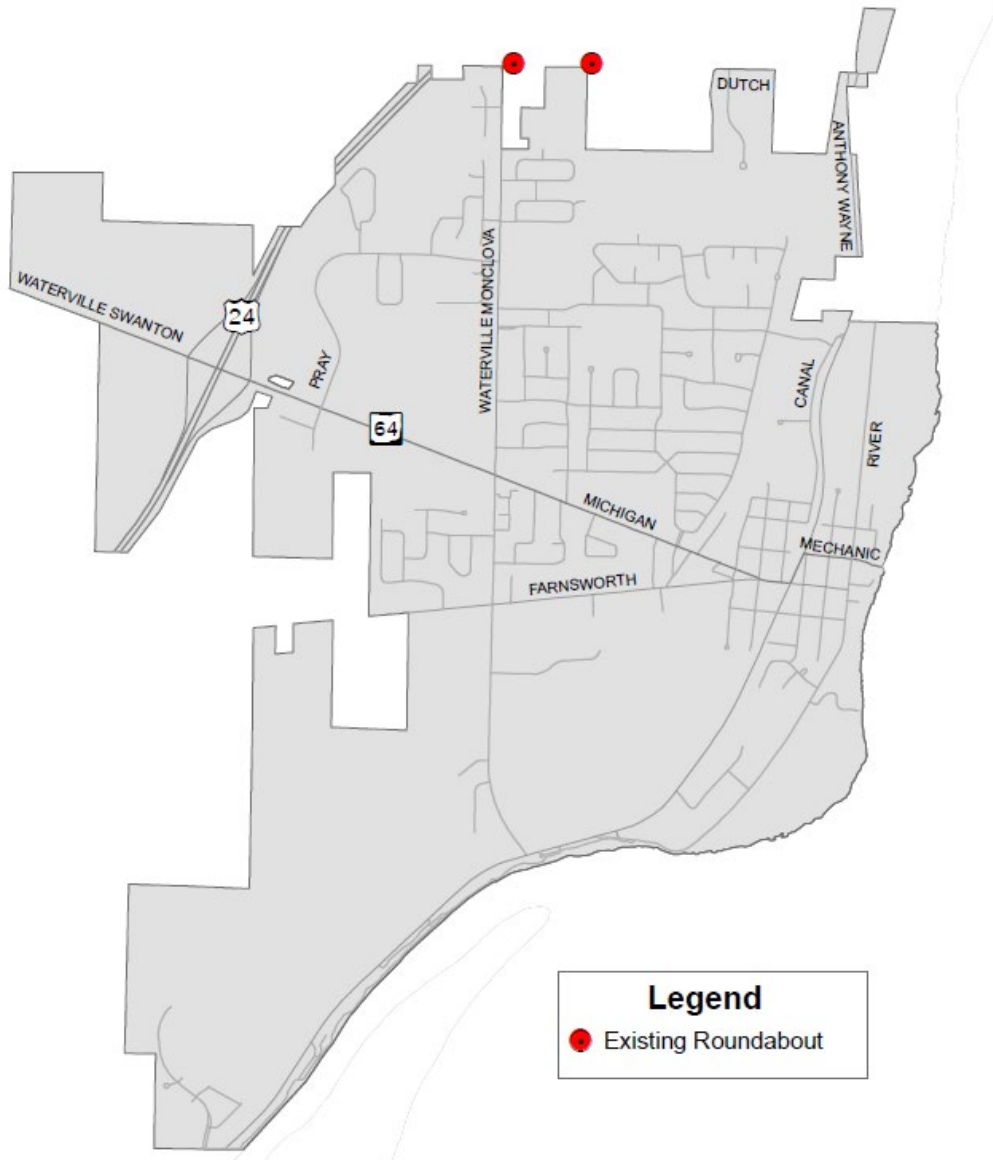 DUTCH
ANTHONY WAYNE
WATERVILLE MONCLOVA
WATERVILLE SWANTON
24
PRAY
64
CANAL
RIVER
MICHIGAN
MECHANIC
FARNSWORTH
Legend
Existing Roundabout